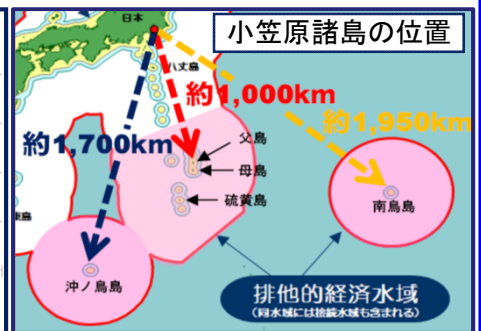 小笠原諸島の位置
日本
八丈島
約1,000km
約1,950km
約1,700km
父島
母島
硫黄島
南鳥島
沖ノ鳥島
排他的経済水域
(同水域には接続水域も含まれる)